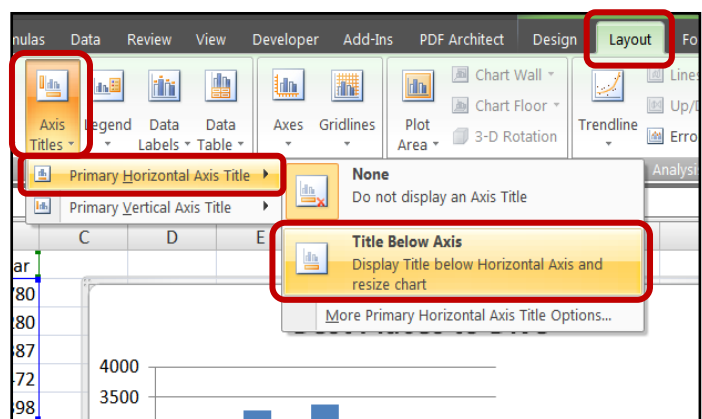 nulas Data Review View Developer Add-Ins PDF Architect Design Layout Fo
Axis Titles
Legend
Data Labels
Data Table
Axes
Gridlines
Plot Area
Chart Wall
Chart Floor
3-D Rotation
Trendline
Lines
Up/D
Erro
Analysi
Primary Horizontal Axis Title
Primary Vertical Axis Title
None
Do not display an Axis Title
Title Below Axis
Display Title below Horizontal Axis and
resize chart
More Primary Horizontal Axis Title Options...
C D E
ar
780
280
387
472
398
4000
3500